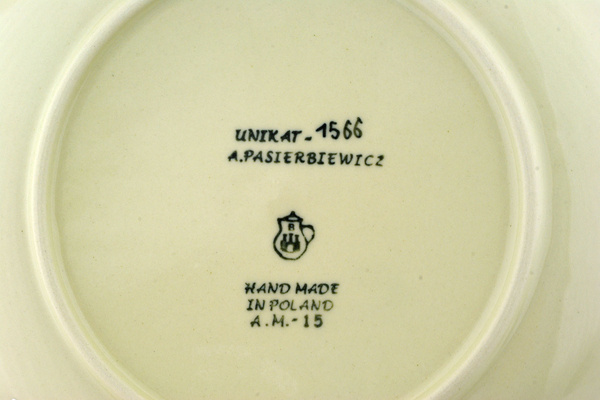 UNIKAT-1566
A.PASIERBIEWICZ
B
HAND MADE
IN POLAND
A.M.-15